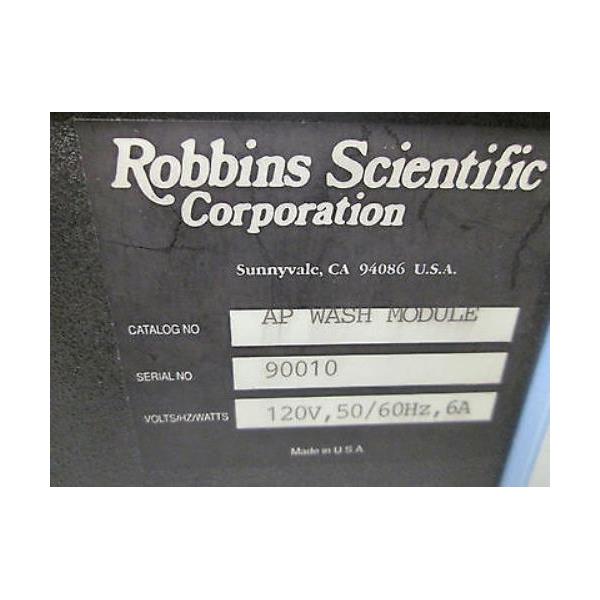 Robbins Scientific
Corporation
Sunnyvale, CA 94086 U.S.A.
CATALOG NO AP WASH MODULE
SERIAL NO 90010
VOLTS/HZ/WATTS 120V, 50/60Hz, 6A
Made in U.S.A